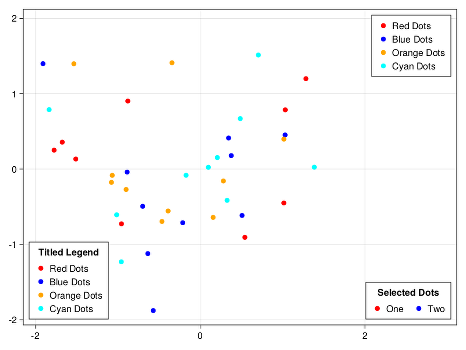 2
1
0
-1
-2
-2
0
2
Red Dots
Blue Dots
Orange Dots
Cyan Dots
Titled Legend
Red Dots
Blue Dots
Orange Dots
Cyan Dots
Selected Dots
One Two